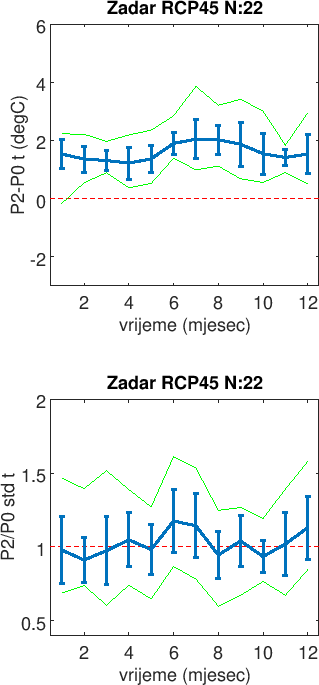 Zadar RCP45 N:22
6
4
2
0
-2
P2-P0 t (degC)
2 4 6 8 10 12
vrijeme (mjesec)
Zadar RCP45 N:22
2
1.5
1
0.5
P2/P0 std t
2 4 6 8 10 12
vrijeme (mjesec)